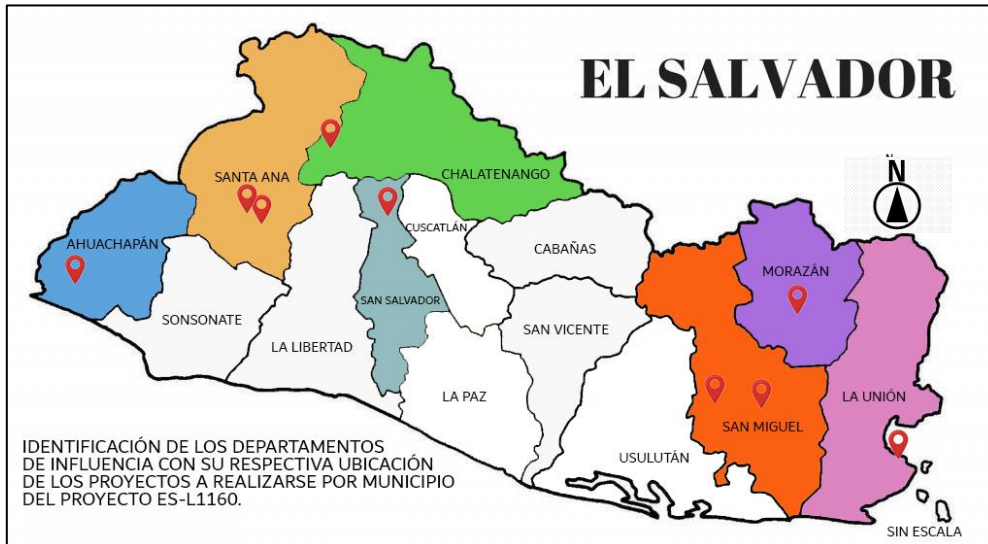 EL SALVADOR
N
SANTA ANA
CHALATENANGO
CUSCATLÁN
AHUACHAPÁN
CABAÑAS
MORAZÁN
SAN SALVADOR
SONSONATE
SAN VICENTE
LA LIBERTAD
LA PAZ
LA UNIÓN
SAN MIGUEL
USULUTÁN
IDENTIFICACIÓN DE LOS DEPARTAMENTOS
DE INFLUENCIA CON SU RESPECTIVA UBICACIÓN
DE LOS PROYECTOS A REALIZARSE POR MUNICIPIO
DEL PROYECTO ES-L1160.
SIN ESCALA